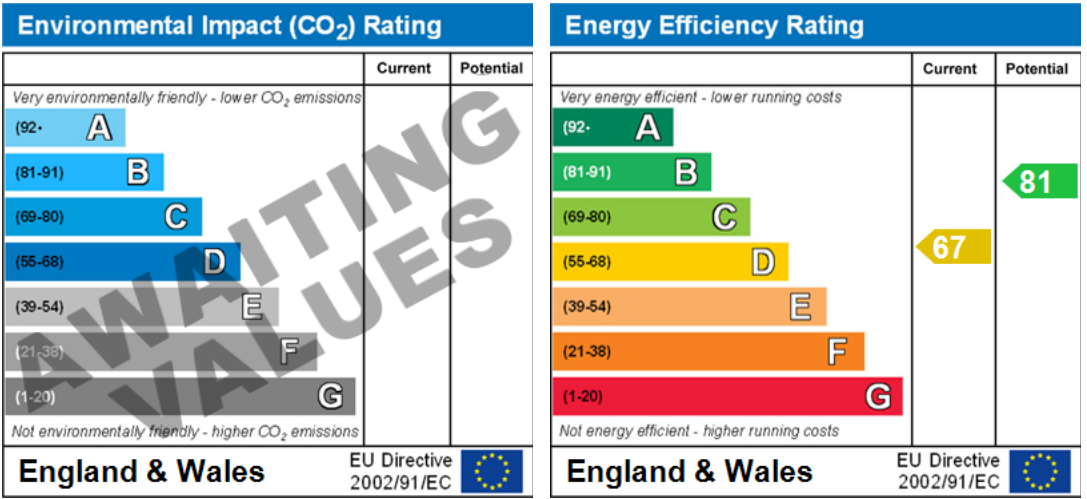 Environmental Impact (CO₂) Rating
Current Potential
Very environmentally friendly - lower CO₂ emissions
(92+ A
(81-91) B
(69-80) C
(55-68) D
(39-54) E
(21-38) F
(1-20) G
Not environmentally friendly - higher CO₂ emissions
AWAITING
VALUES
England & Wales
EU Directive
2002/91/EC
Energy Efficiency Rating
Current Potential
Very energy efficient - lower running costs
(92+ A
(81-91) B
81
(69-80) C
(55-68) D
67
(39-54) E
(21-38) F
(1-20) G
Not energy efficient - higher running costs
England & Wales
EU Directive
2002/91/EC